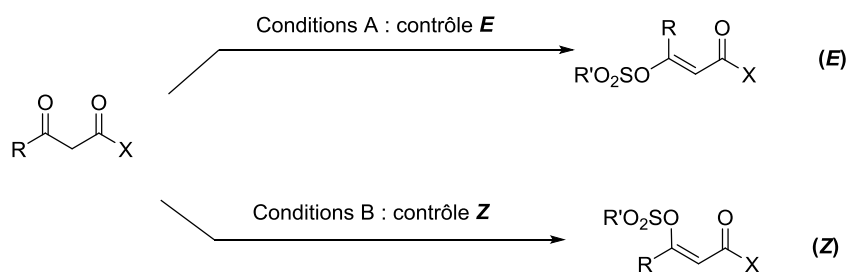 Conditions A : contrôle E
R O
R'O2SO X
(E)
O O
R X
Conditions B : contrôle Z
R'O2SO O
R X
(Z)